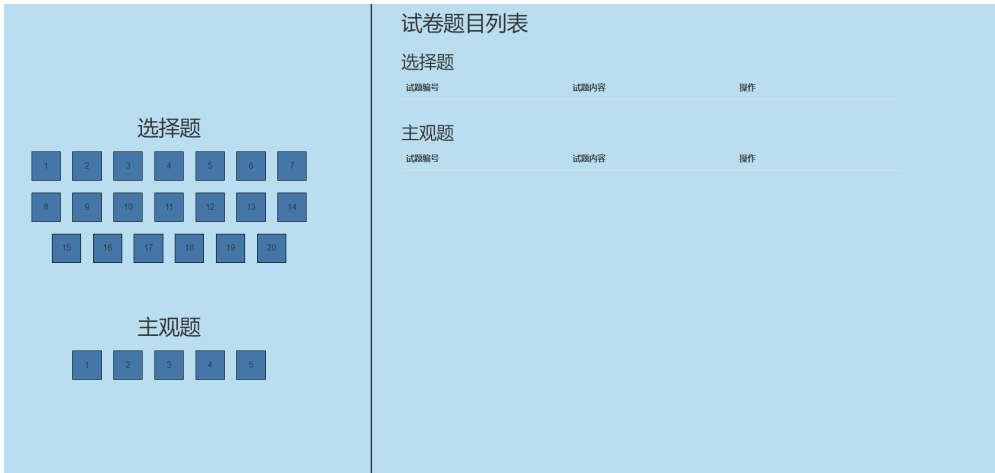 选择题
1 2 3 4 5 6 7
8 9 10 11 12 13 14
15 16 17 18 19 20
主观题
1 2 3 4 5
试卷题目列表
选择题
试题编号 试题内容 操作
主观题
试题编号 试题内容 操作